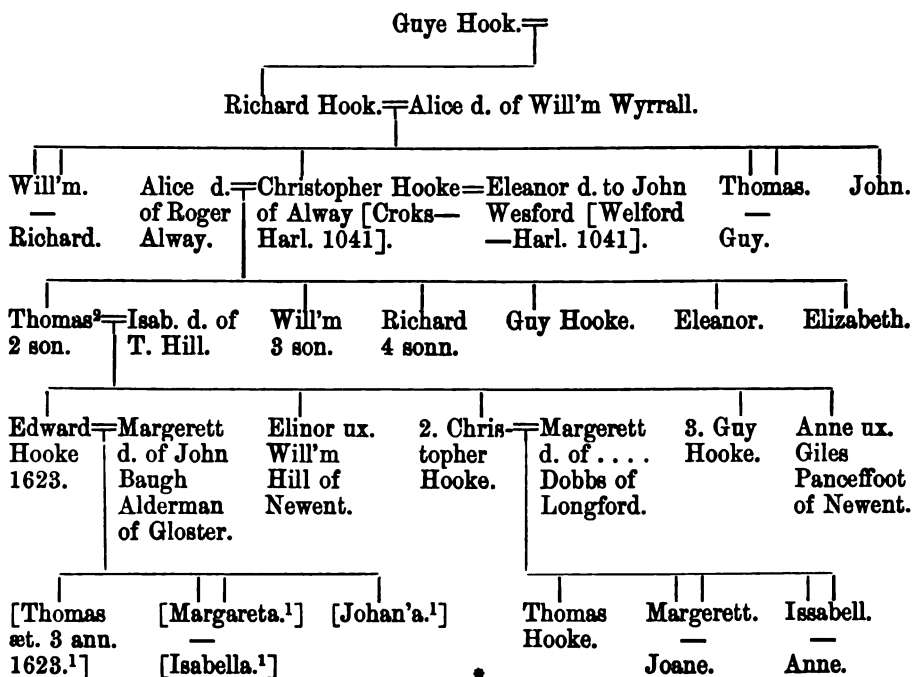 Guye Hook.
Richard Hook. Alice d. of Will'm Wyrrall.
Will'm. Alice d. Christopher Hooke Eleanor d. to John Thomas. John.
— of Roger of Alway [Croks— Wesford [Welford —
Richard. Alway. Harl. 1041]. —Harl. 1041]. Guy.
Thomas² Isab. d. of Will'm Richard Guy Hooke. Eleanor. Elizabeth.
2 son. T. Hill. 3 son. 4 sonn.
Edward Margerett Elinor ux. 2. Chris- Margerett 3. Guy Anne ux.
Hooke d. of John Will'm topher d. of .... Hooke. Giles
1623. Baugh Hill of Hooke. Dobbs of Panceffoot
Alderman Newent. Longford. of Newent.
of Gloster.
[Thomas [Margareta.¹] [Johan'a.¹] Thomas Margerett. Issabell.
æt. 3 ann. — Hooke. — —
1623.¹] [Isabella.¹] Joane. Anne.